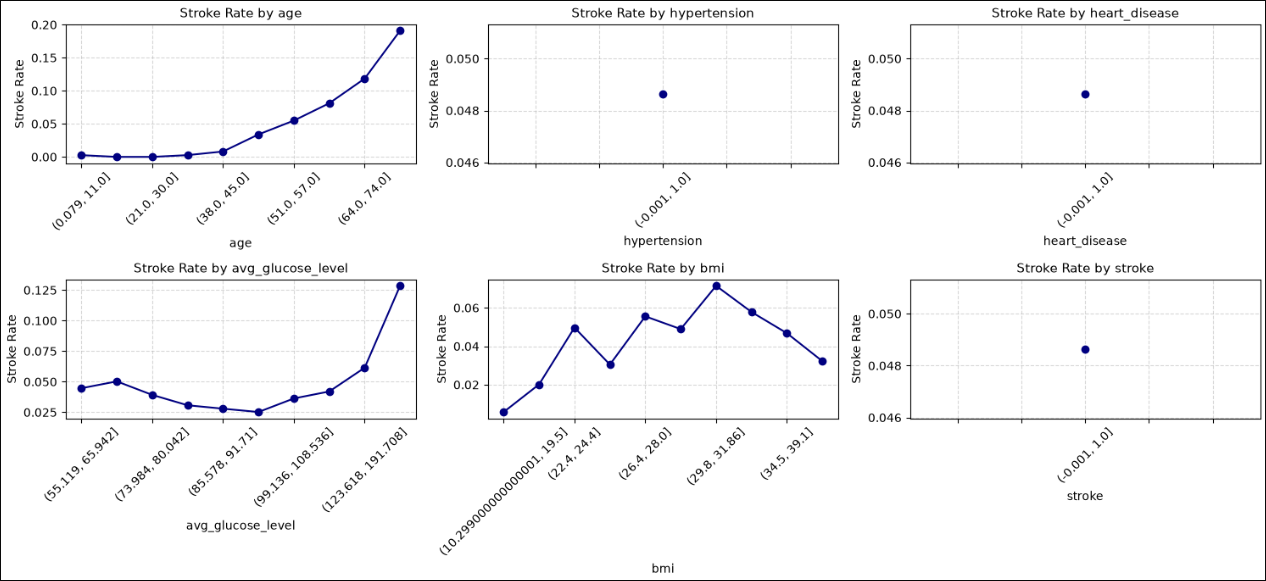 Stroke Rate by age
Stroke Rate
0.20
0.15
0.10
0.05
0.00
(0.079, 11.0]
(21.0, 30.0]
(38.0, 45.0]
(51.0, 57.0]
(64.0, 74.0]
age
Stroke Rate by hypertension
Stroke Rate
0.050
0.048
0.046
(-0.001, 1.0]
hypertension
Stroke Rate by heart_disease
Stroke Rate
0.050
0.048
0.046
(-0.001, 1.0]
heart_disease
Stroke Rate by avg_glucose_level
Stroke Rate
0.125
0.100
0.075
0.050
0.025
(55.119, 65.942]
(73.984, 80.042]
(85.578, 91.71]
(99.136, 108.536]
(123.618, 191.708]
avg_glucose_level
Stroke Rate by bmi
Stroke Rate
0.06
0.04
0.02
(10.299000000000001, 19.5]
(22.4, 24.4]
(26.4, 28.0]
(29.8, 31.86]
(34.5, 39.1]
bmi
Stroke Rate by stroke
Stroke Rate
0.050
0.048
0.046
(-0.001, 1.0]
stroke